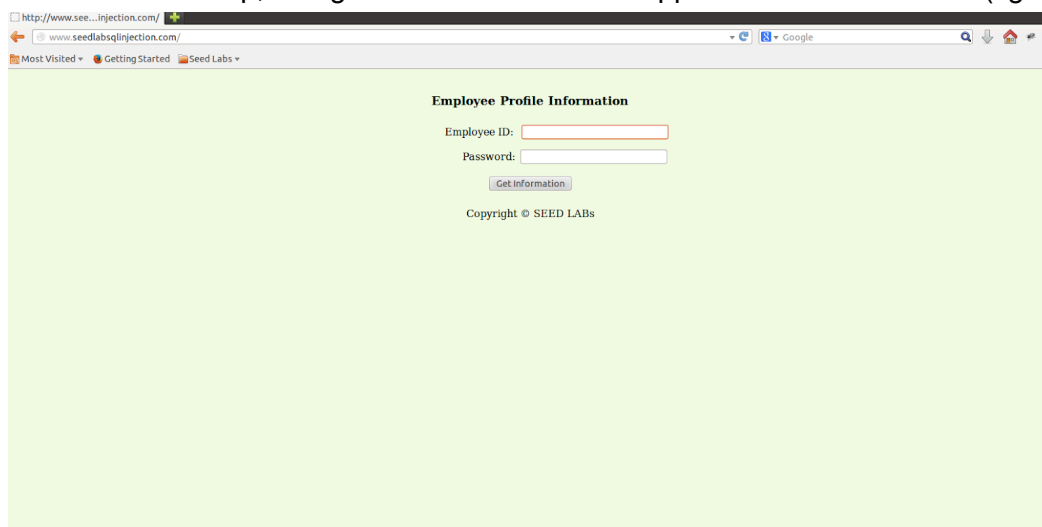 http://www.see...injection.com/
www.seedlabsqlinjection.com/
Google
Most Visited Getting Started Seed Labs
Employee Profile Information
Employee ID:
Password:
Get Information
Copyright © SEED LABs